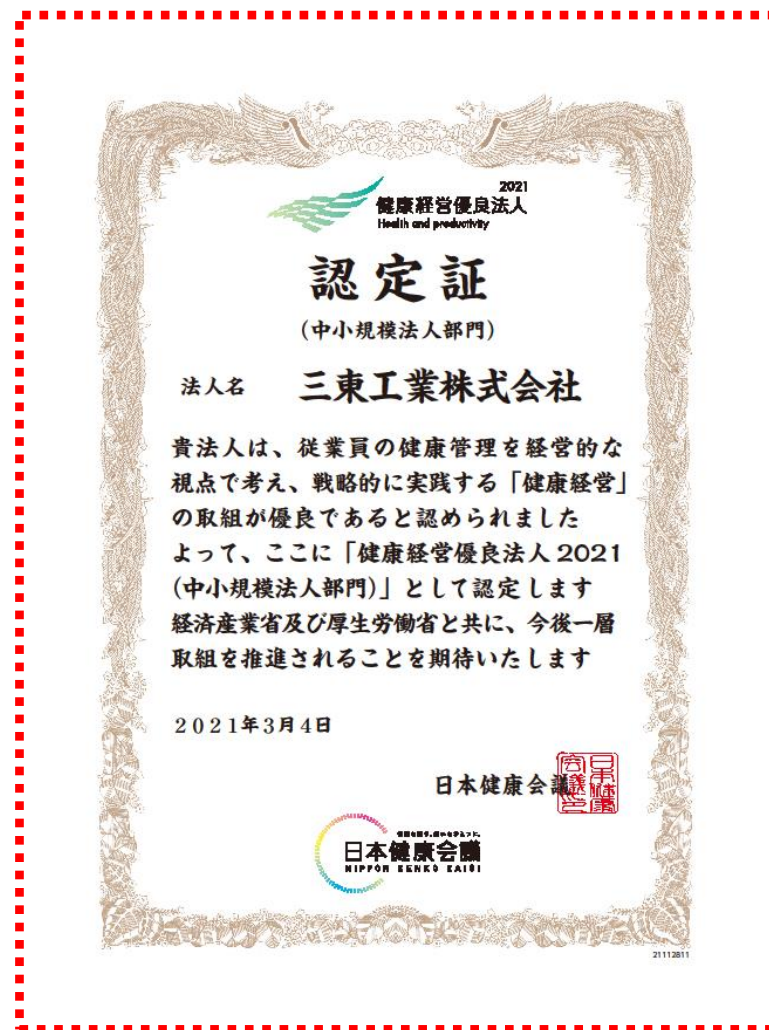 2021
健康経営優良法人
Health and productivity
認定証
(中小規模法人部門)
法人名 三東工業株式会社
貴法人は、従業員の健康管理を経営的な
視点で考え、戦略的に実践する「健康経営」
の取組が優良であると認められました
よって、ここに「健康経営優良法人2021
(中小規模法人部門)」として認定します
経済産業省及び厚生労働省と共に、今後一層
取組を推進されることを期待いたします
2021年3月4日
日本健康会議
日本健康会議
NIPPON KENKO KAIGI
21112811